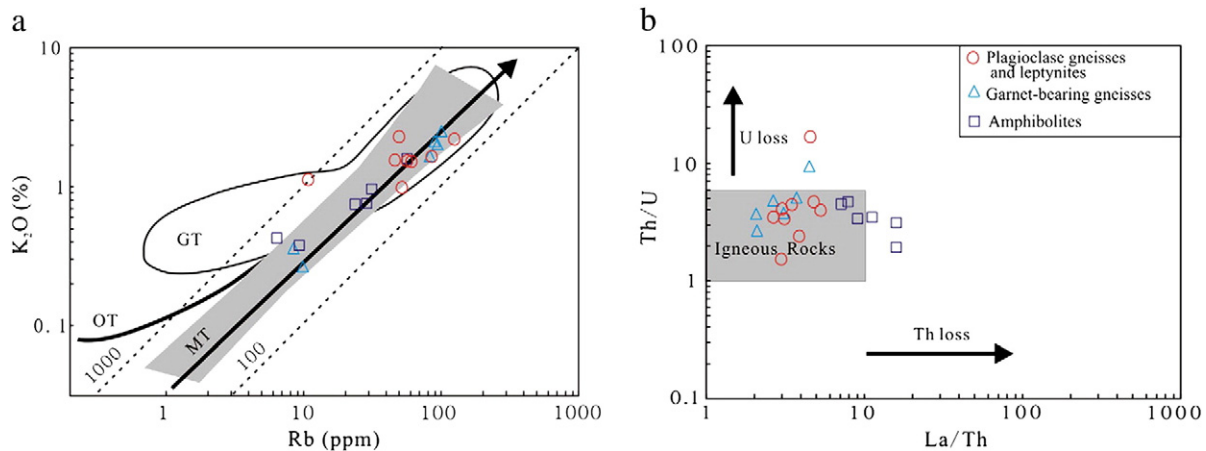 a
10
1
0.1
K₂O (%)
GT
OT
MT
1000
100
1
10
100
1000
Rb (ppm)
b
100
10
1
0.1
Th/U
U loss
Igneous Rocks
Th loss
Plagioclase gneisses
and leptynites
Garnet-bearing gneisses
Amphibolites
1
10
100
1000
La/Th